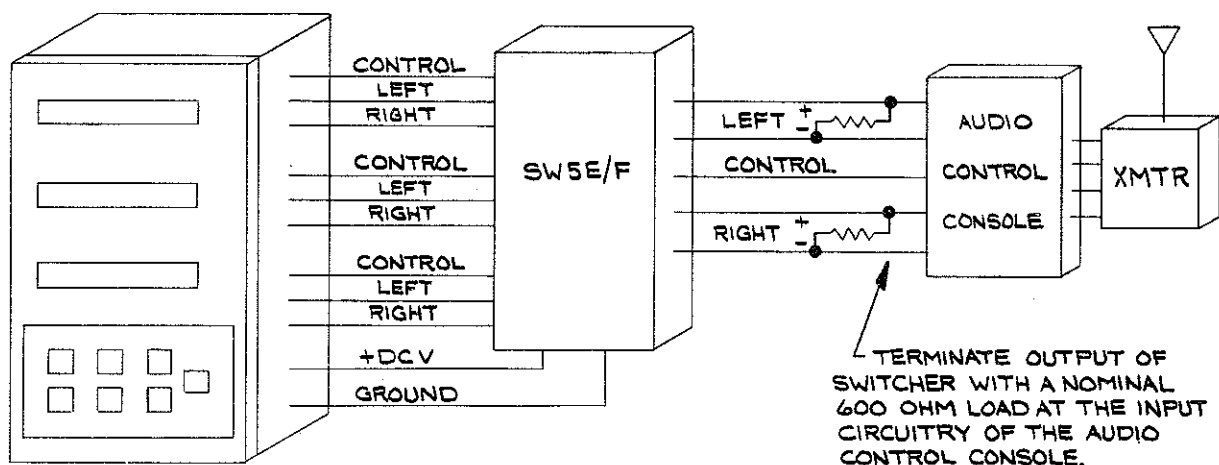 CONTROL
LEFT
RIGHT
CONTROL
LEFT
RIGHT
CONTROL
LEFT
RIGHT
+DCV
GROUND
SW5E/F
LEFT + -
CONTROL
RIGHT + -
AUDIO
CONTROL
CONSOLE
XMTR
TERMINATE OUTPUT OF
SWITCHER WITH A NOMINAL
600 OHM LOAD AT THE INPUT
CIRCUITRY OF THE AUDIO
CONTROL CONSOLE.